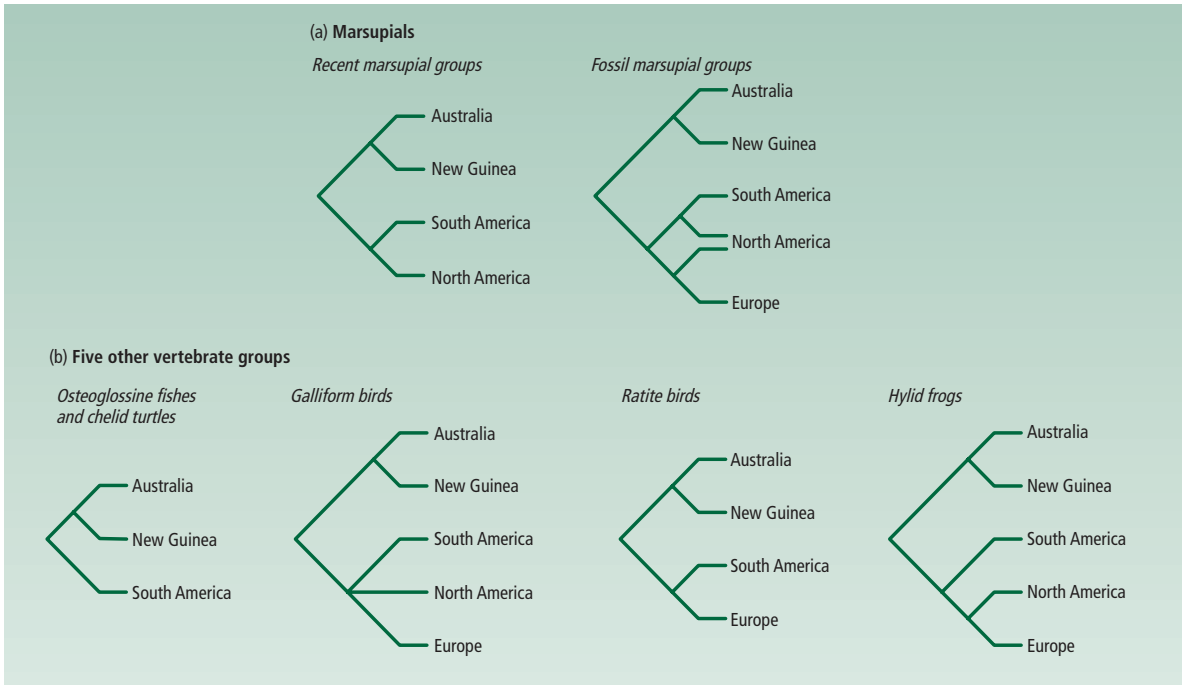 (a) Marsupials
Recent marsupial groups
Australia
New Guinea
South America
North America
Fossil marsupial groups
Australia
New Guinea
South America
North America
Europe
(b) Five other vertebrate groups
Osteoglossine fishes
and chelid turtles
Australia
New Guinea
South America
Galliform birds
Australia
New Guinea
South America
North America
Europe
Ratite birds
Australia
New Guinea
South America
Europe
Hylid frogs
Australia
New Guinea
South America
North America
Europe